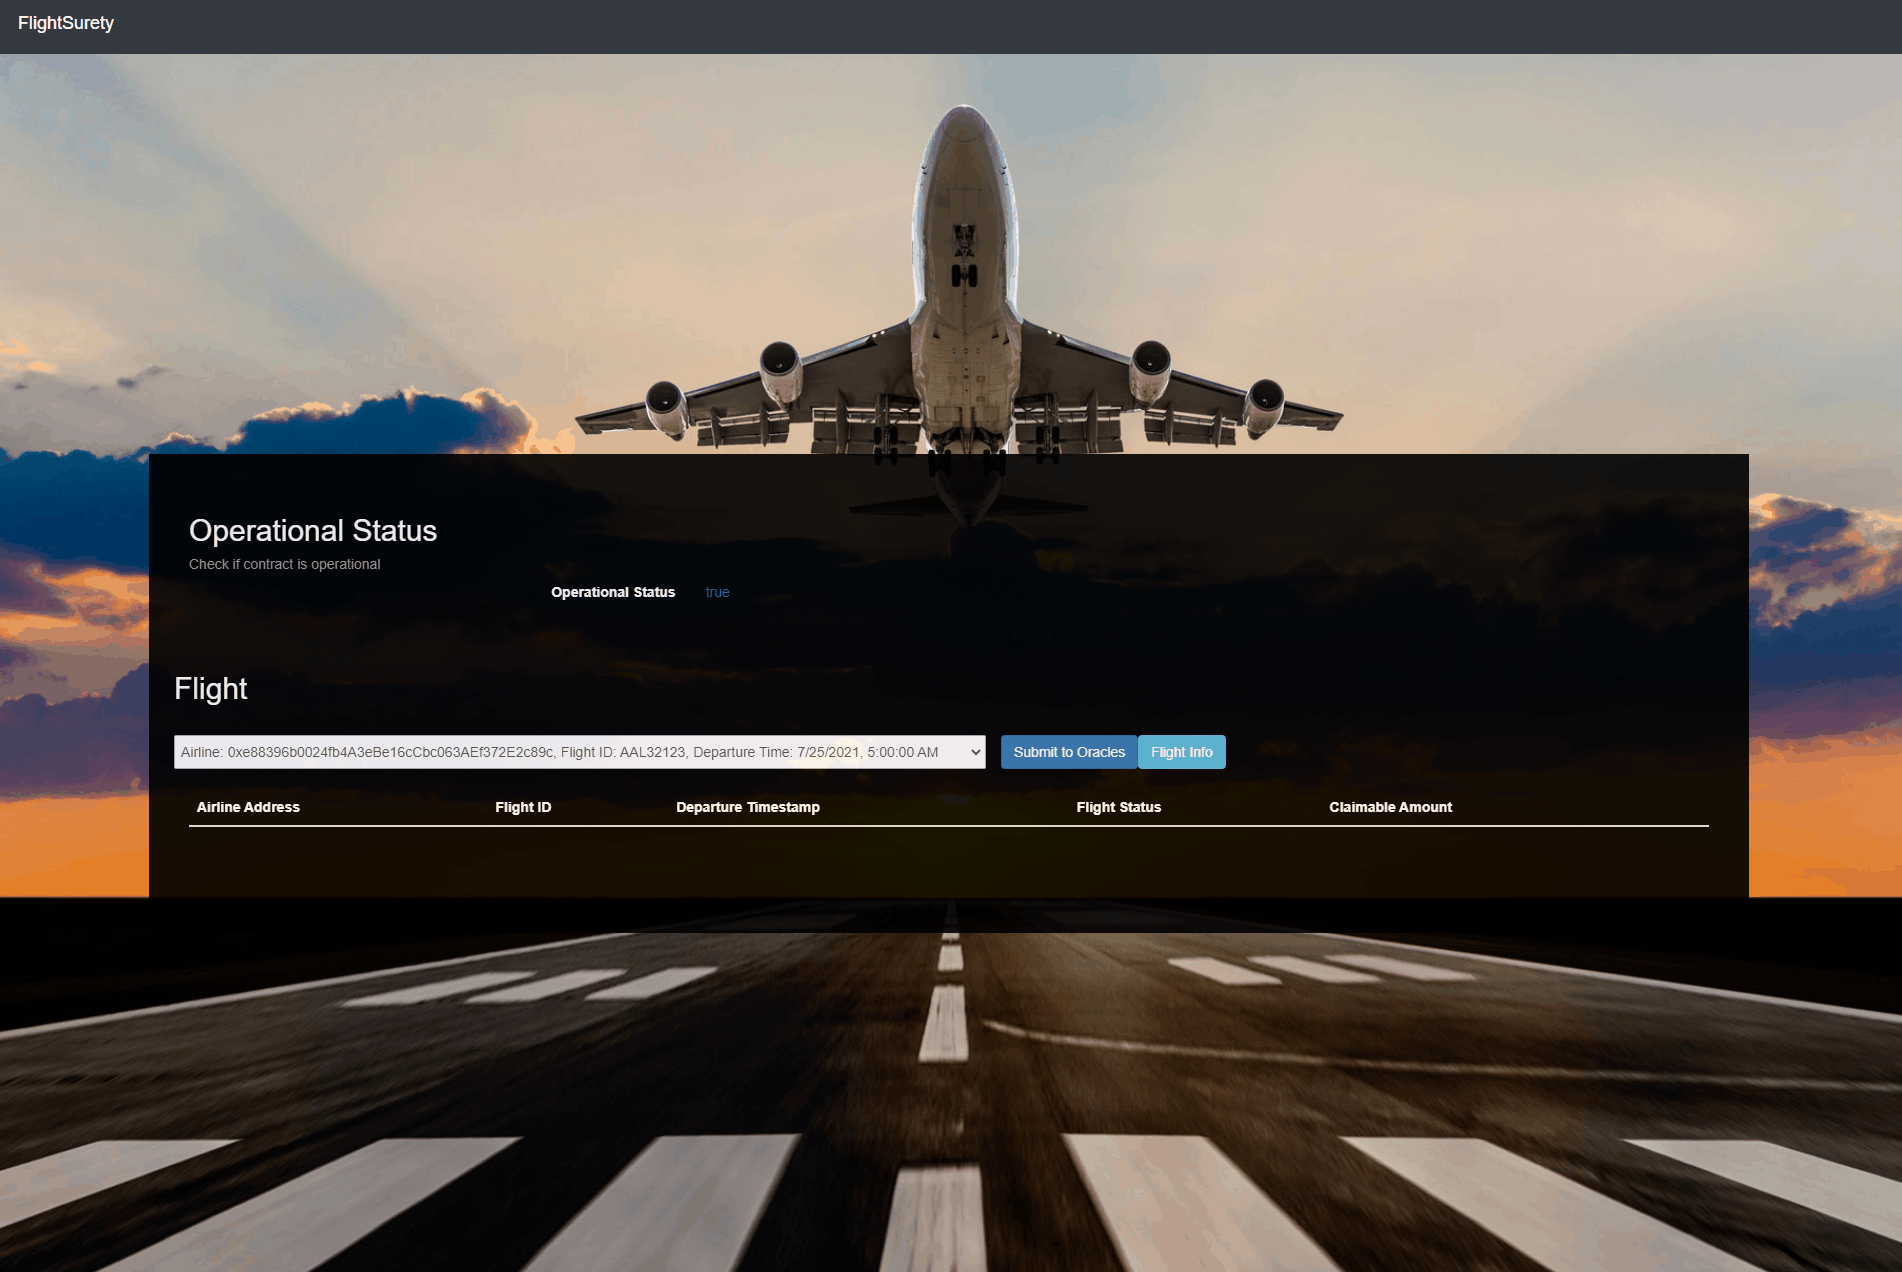 FlightSurety
Operational Status
Check if contract is operational
Operational Status true
Flight
Airline: 0xe88396b0024fb4A3eBe16cCbc063AEf372E2c89c, Flight ID: AAL32123, Departure Time: 7/25/2021, 5:00:00 AM Submit to Oracles Flight Info
Airline Address Flight ID Departure Timestamp Flight Status Claimable Amount